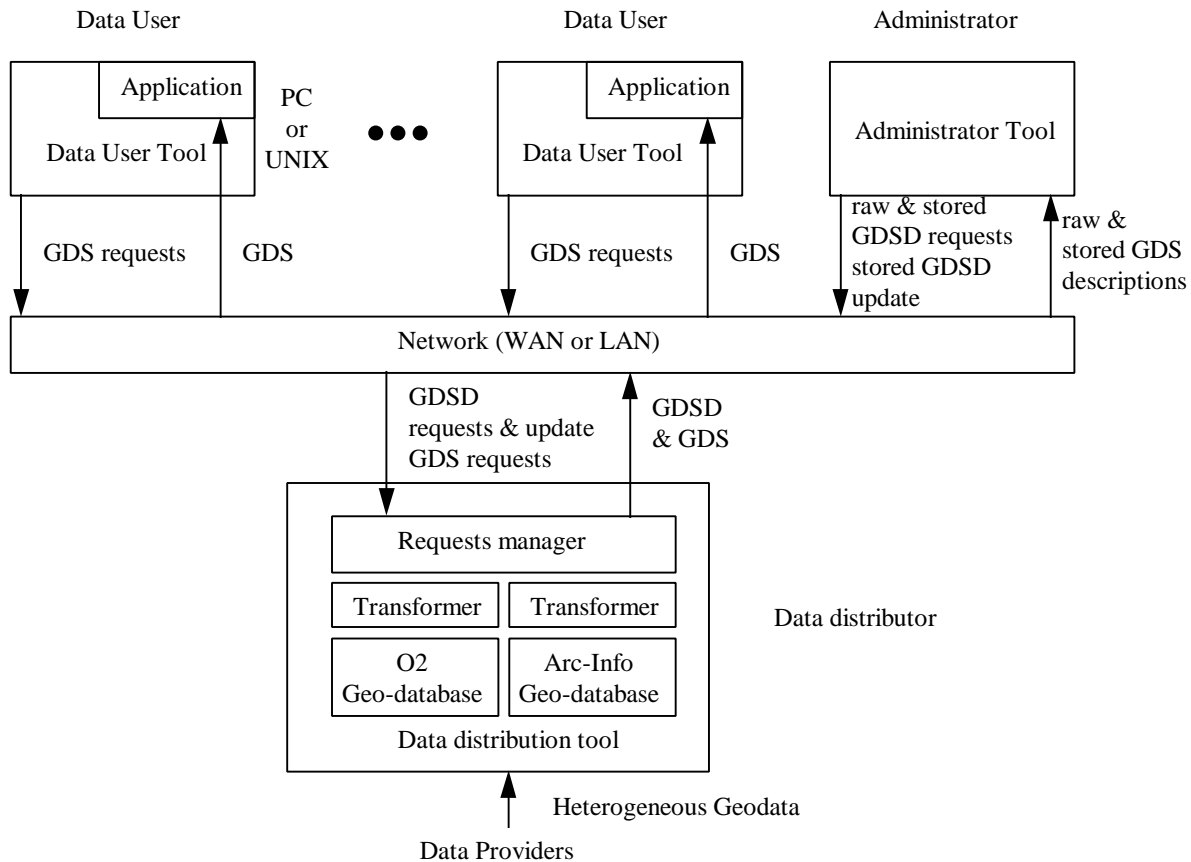 Data User
Data User
Administrator
Application
Data User Tool
PC
or
UNIX
Application
Data User Tool
Administrator Tool
GDS requests
GDS
GDS requests
GDS
raw & stored
GDSD requests
stored GDSD
update
raw &
stored GDS
descriptions
Network (WAN or LAN)
GDSD
requests & update
GDS requests
GDSD
& GDS
Requests manager
Transformer
Transformer
O2
Geo-database
Arc-Info
Geo-database
Data distribution tool
Data distributor
Heterogeneous Geodata
Data Providers